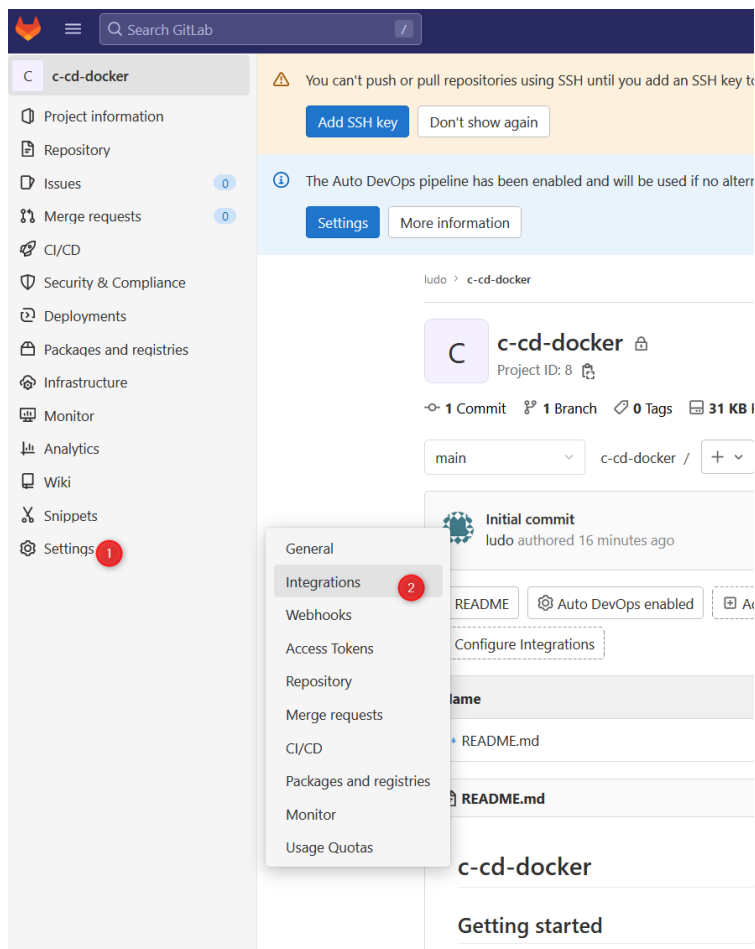 Search GitLab /
C c-cd-docker
Project information
Repository
Issues 0
Merge requests 0
CI/CD
Security & Compliance
Deployments
Packages and registries
Infrastructure
Monitor
Analytics
Wiki
Snippets
Settings 1
General
Integrations 2
Webhooks
Access Tokens
Repository
Merge requests
CI/CD
Packages and registries
Monitor
Usage Quotas
You can't push or pull repositories using SSH until you add an SSH key to
Add SSH key Don't show again
The Auto DevOps pipeline has been enabled and will be used if no
Settings More information
ludo > c-cd-docker
C c-cd-docker
Project ID: 8
1 Commit 1 Branch 0 Tags 31 KB
main c-cd-docker / +
Initial commit
ludo authored 16 minutes ago
README Auto DevOps enabled
Configure Integrations
README.md
README.md
c-cd-docker
Getting started